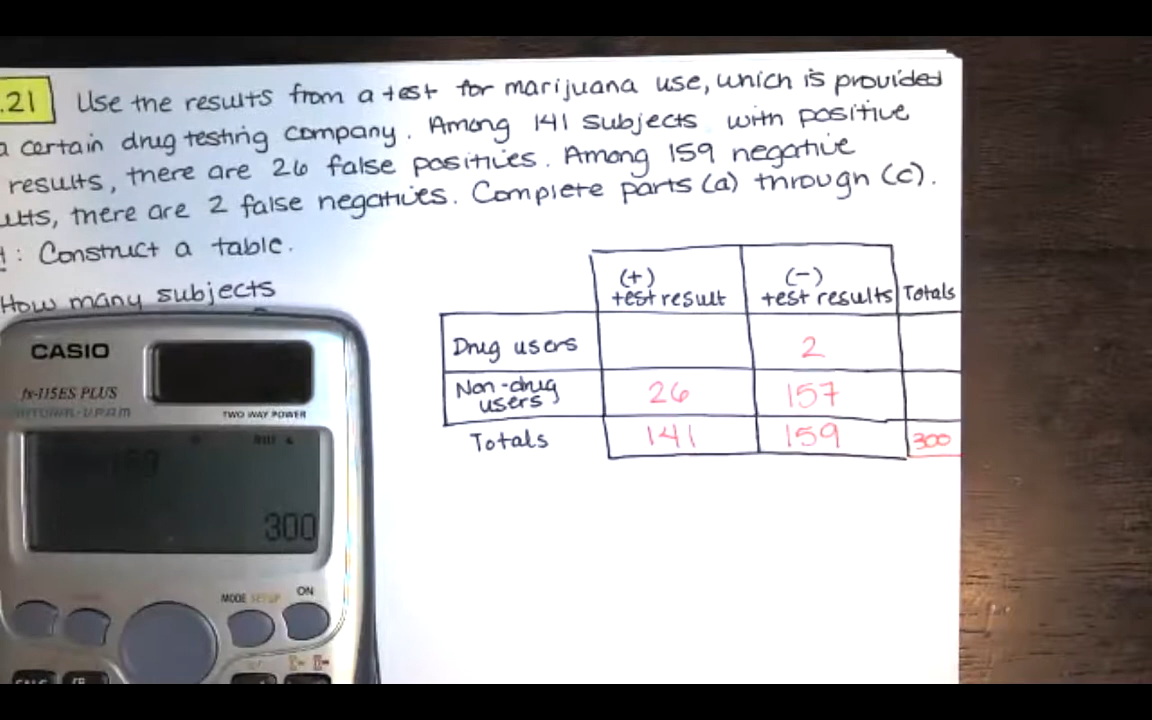 .21 Use the results from a test for marijuana use, which is provided
a certain drug testing company. Among 141 subjects with positive
results, there are 26 false positives. Among 159 negative
ults, there are 2 false negatives. Complete parts (a) through (c).
: Construct a table.
How many subjects
(+) (-)
test result test results Totals
Drug users 2
Non-drug 26 157
users
Totals 141 159 300
CASIO
fx-115ES PLUS
NATURAL-V.P.A.M.
TWO WAY POWER
300
MODE SETUP ON
CALC